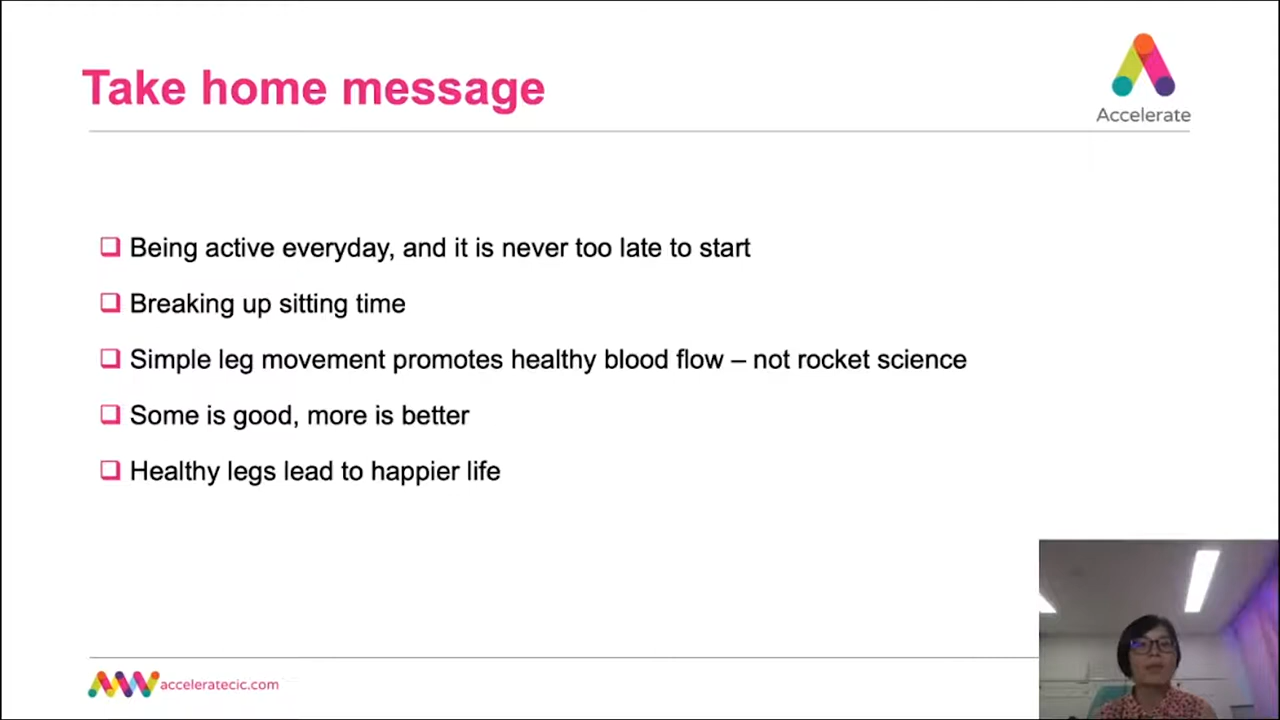 Take home message
Accelerate
Being active everyday, and it is never too late to start
Breaking up sitting time
Simple leg movement promotes healthy blood flow – not rocket science
Some is good, more is better
Healthy legs lead to happier life
acceleratecic.com